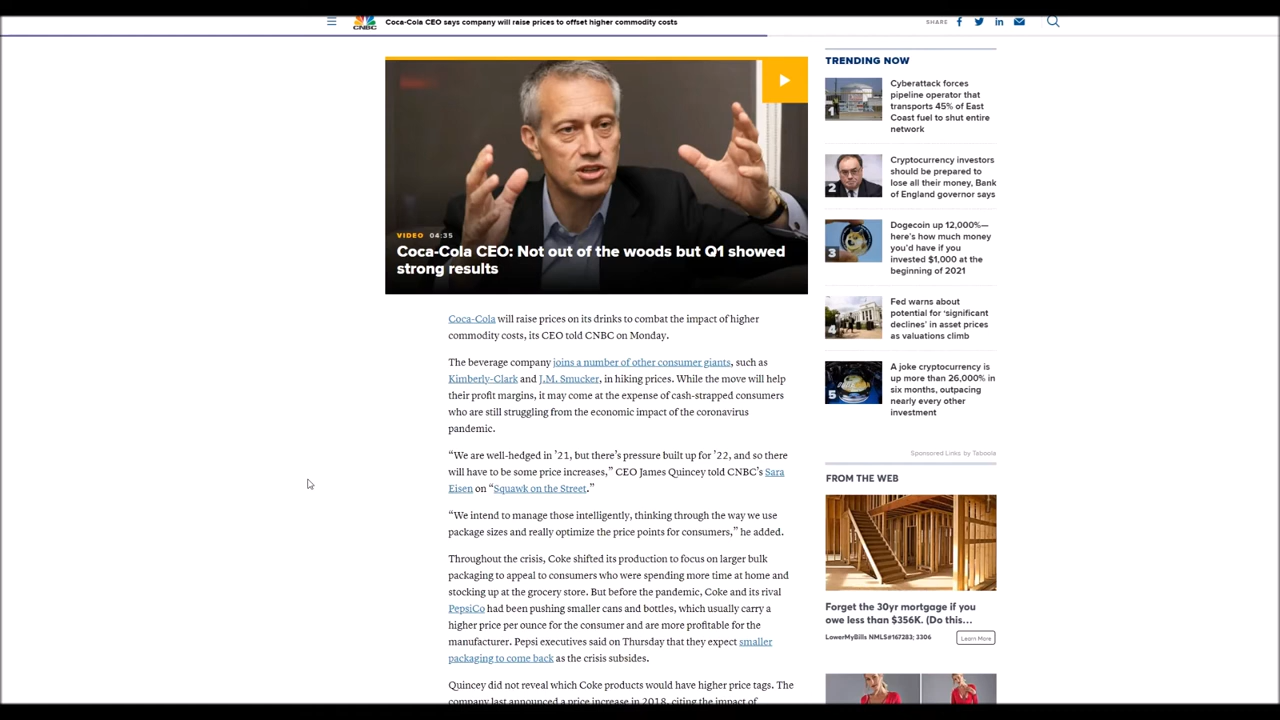 CNBC
Coca-Cola CEO says company will raise prices to offset higher commodity costs
SHARE
VIDEO 04:35
Coca-Cola CEO: Not out of the woods but Q1 showed
strong results
Coca-Cola will raise prices on its drinks to combat the impact of higher
commodity costs, its CEO told CNBC on Monday.
The beverage company joins a number of other consumer giants, such as
Kimberly-Clark and J.M. Smucker, in hiking prices. While the move will help
their profit margins, it may come at the expense of cash-strapped consumers
who are still struggling from the economic impact of the coronavirus
pandemic.
“We are well-hedged in ’21, but there’s pressure built up for ’22, and so there
will have to be some price increases,” CEO James Quincey told CNBC’s Sara
Eisen on “Squawk on the Street.”
“We intend to manage those intelligently, thinking through the way we use
package sizes and really optimize the price points for consumers,” he added.
Throughout the crisis, Coke shifted its production to focus on larger bulk
packaging to appeal to consumers who were spending more time at home and
stocking up at the grocery store. But before the pandemic, Coke and its rival
PepsiCo had been pushing smaller cans and bottles, which usually carry a
higher price per ounce for the consumer and are more profitable for the
manufacturer. Pepsi executives said on Thursday that they expect smaller
packaging to come back as the crisis subsides.
Quincey did not reveal which Coke products would have higher price tags. The
company last announced a price increase in 2018, citing the impact of
TRENDING NOW
1
Cyberattack forces
pipeline operator that
transports 45% of East
Coast fuel to shut entire
network
2
Cryptocurrency investors
should be prepared to
lose all their money, Bank
of England governor says
3
Dogecoin up 12,000%—
here’s how much money
you’d have if you
invested $1,000 at the
beginning of 2021
4
Fed warns about
potential for ‘significant
declines’ in asset prices
as valuations climb
5
A joke cryptocurrency is
up more than 26,000% in
six months, outpacing
nearly every other
investment
Sponsored Links by Taboola
FROM THE WEB
Forget the 30yr mortgage if you
owe less than $356K. (Do this...
LowerMyBills NMLS#167283; 3306
Learn More